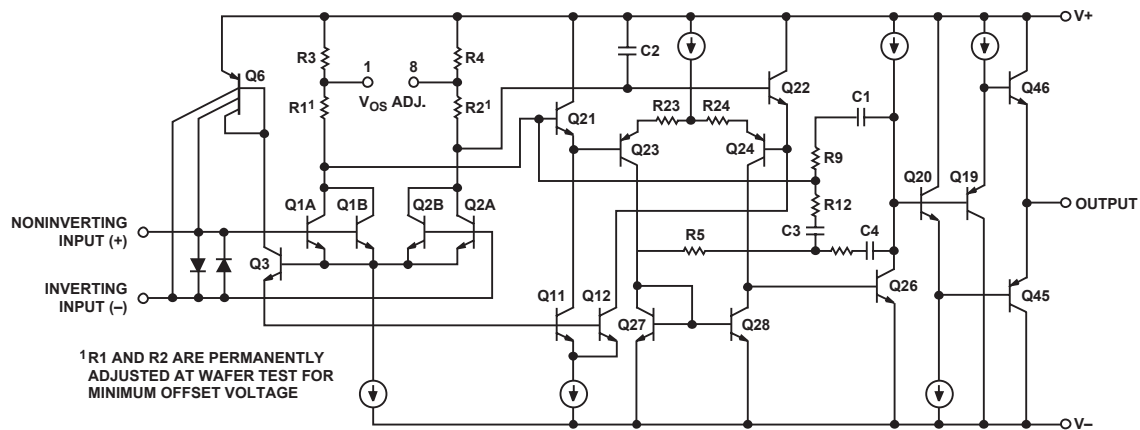 V+
R3
R4
C2
Q6
1
8
R1¹
V_OS ADJ.
R2¹
Q22
Q46
Q21
R23
R24
C1
Q23
Q24
R9
Q20
Q19
Q1A
Q1B
Q2B
Q2A
NONINVERTING
INPUT (+)
R12
OUTPUT
Q3
R5
C3
C4
INVERTING
INPUT (–)
Q11
Q12
Q27
Q28
Q26
Q45
¹R1 AND R2 ARE PERMANENTLY
ADJUSTED AT WAFER TEST FOR
MINIMUM OFFSET VOLTAGE
V–